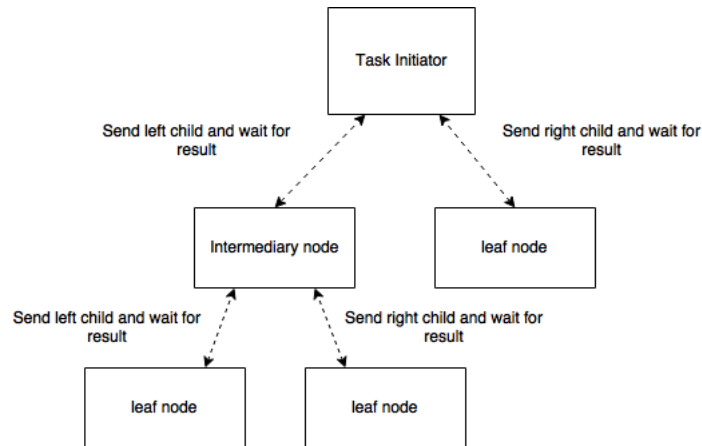 Task Initiator
Send left child and wait for
result
Send right child and wait for
result
Intermediary node
leaf node
Send left child and wait for
result
Send right child and wait for
result
leaf node
leaf node